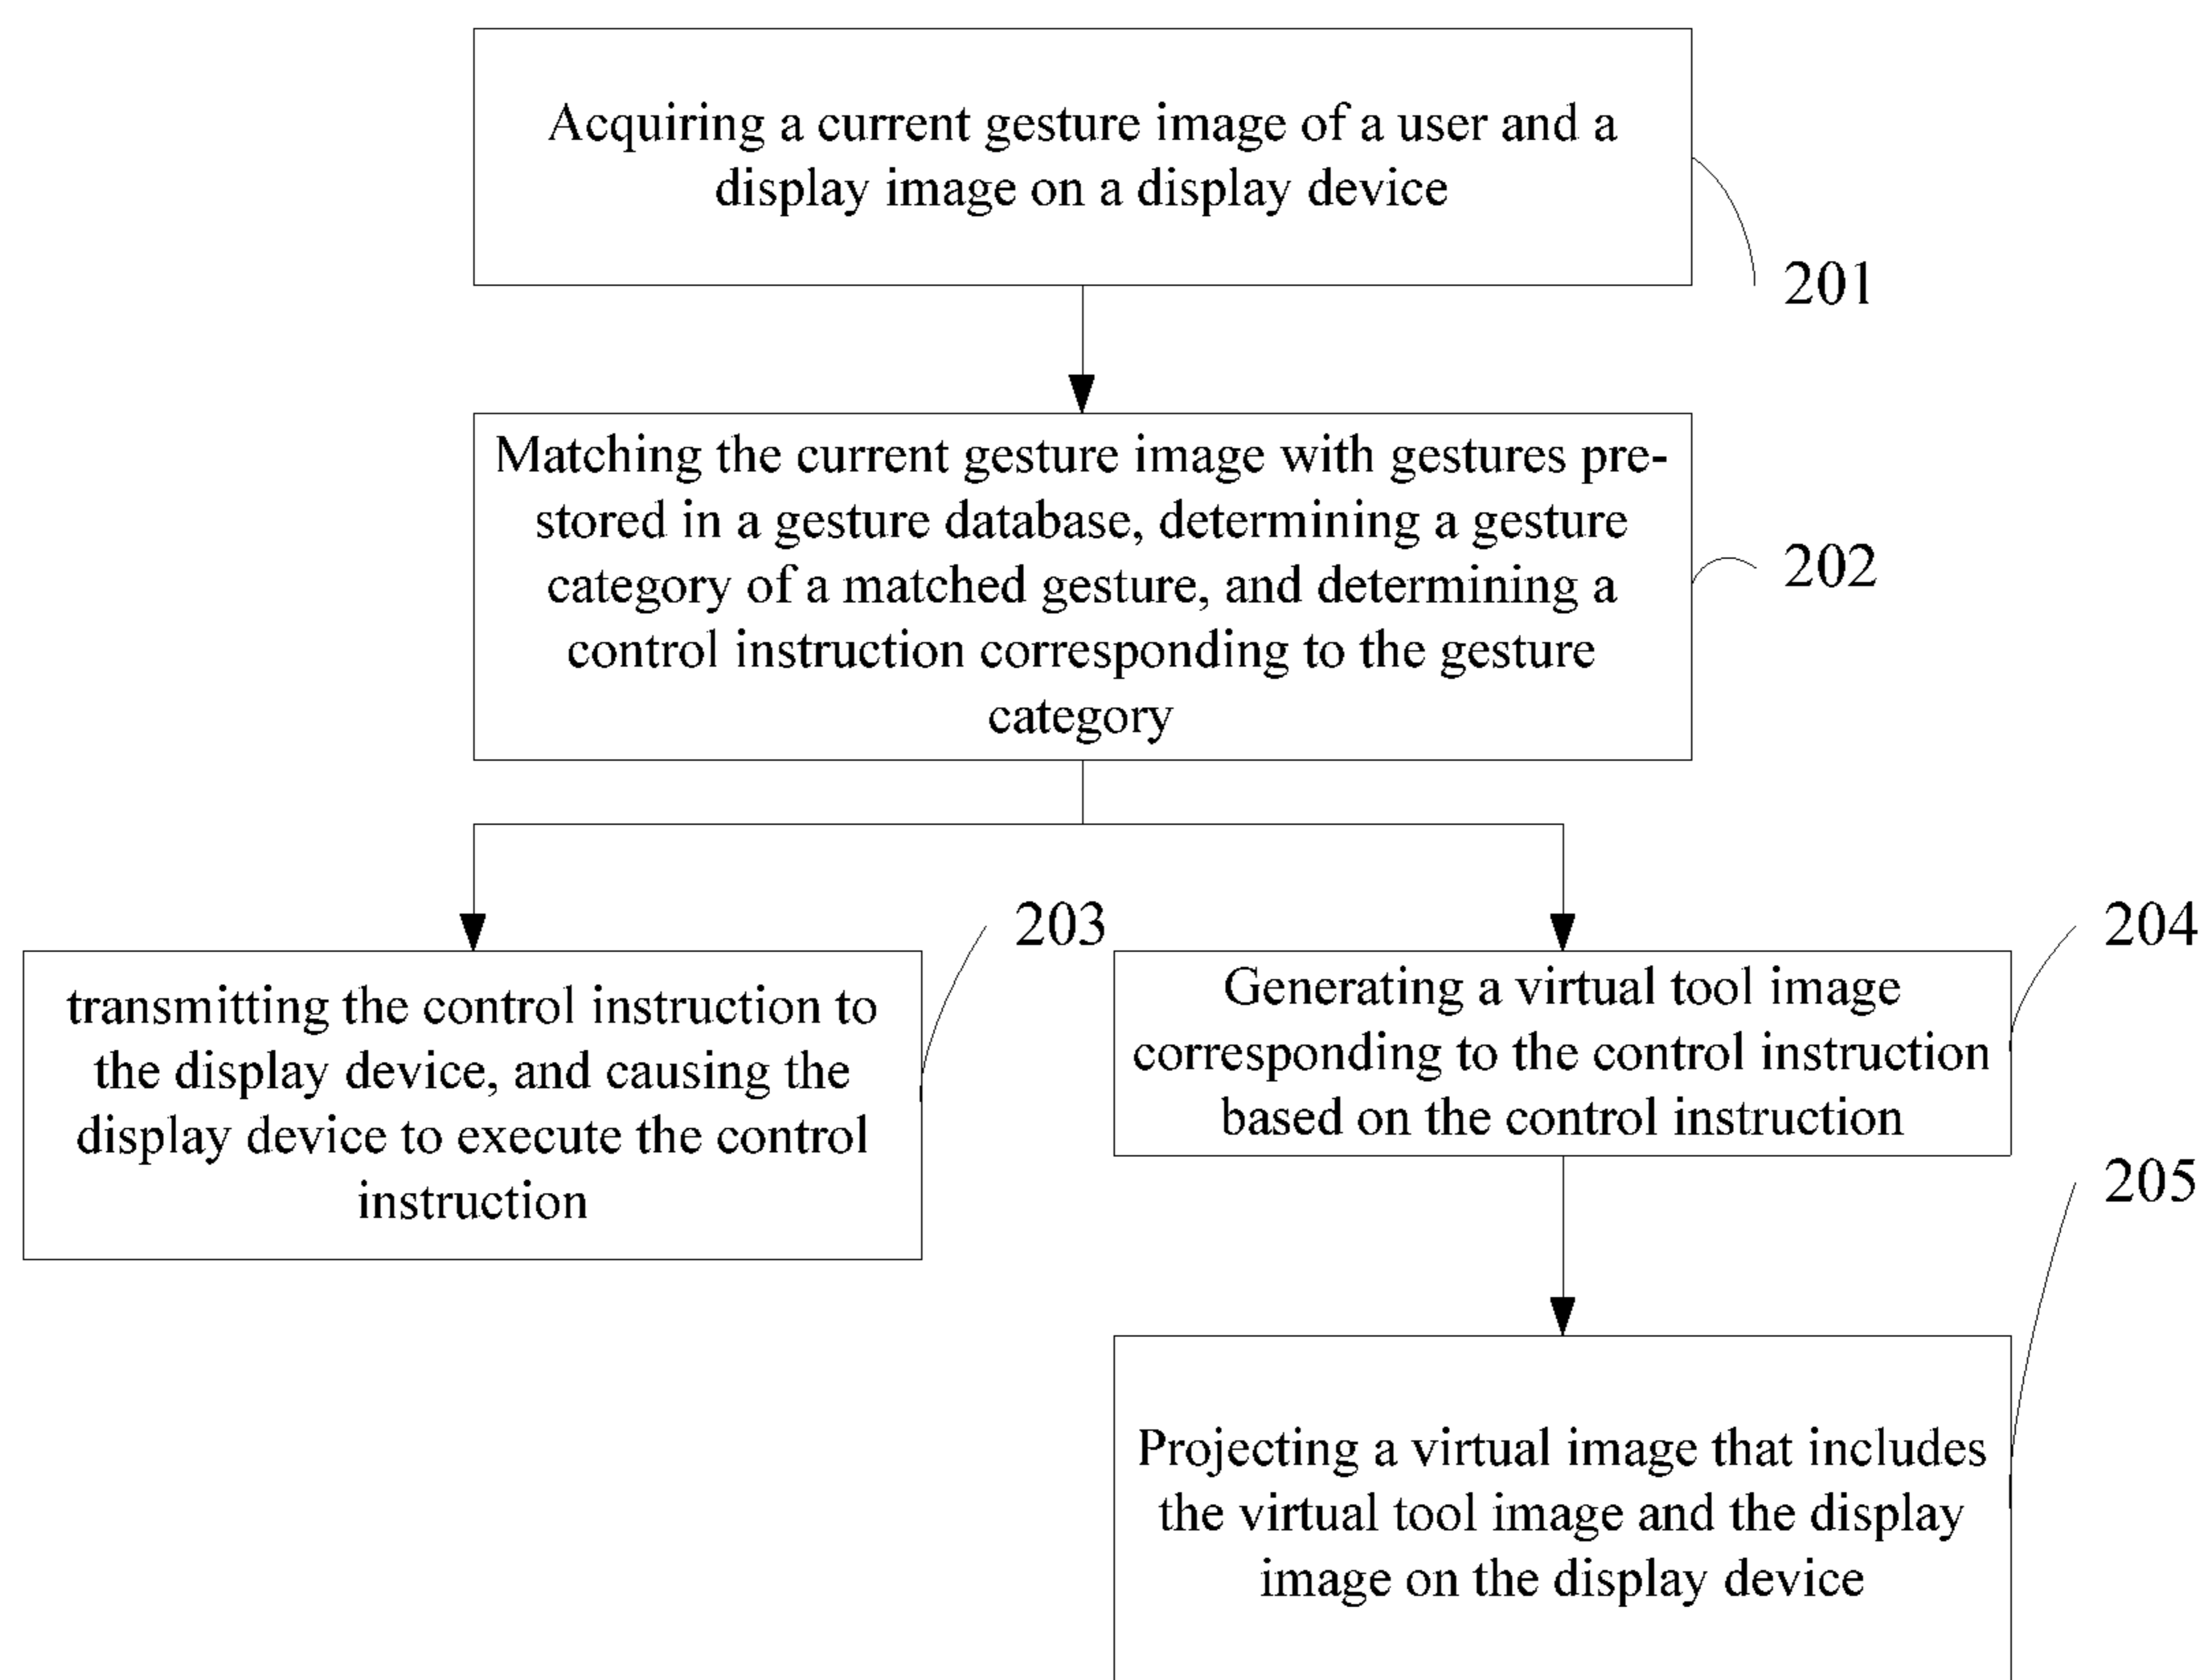 Acquiring a current gesture image of a user and a
display image on a display device
201
Matching the current gesture image with gestures pre-
stored in a gesture database, determining a gesture
category of a matched gesture, and determining a
control instruction corresponding to the gesture
category
202
203
transmitting the control instruction to
the display device, and causing the
display device to execute the control
instruction
204
Generating a virtual tool image
corresponding to the control instruction
based on the control instruction
205
Projecting a virtual image that includes
the virtual tool image and the display
image on the display device